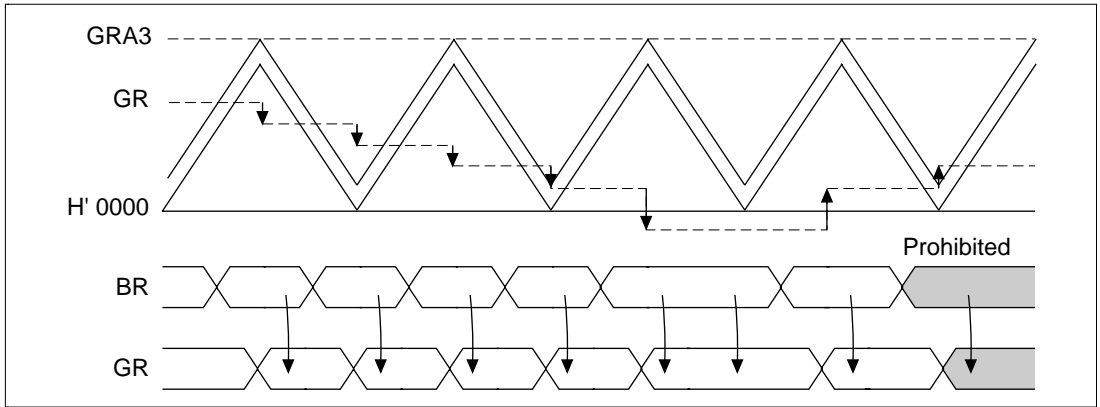 GRA3
GR
H' 0000
Prohibited
BR
GR